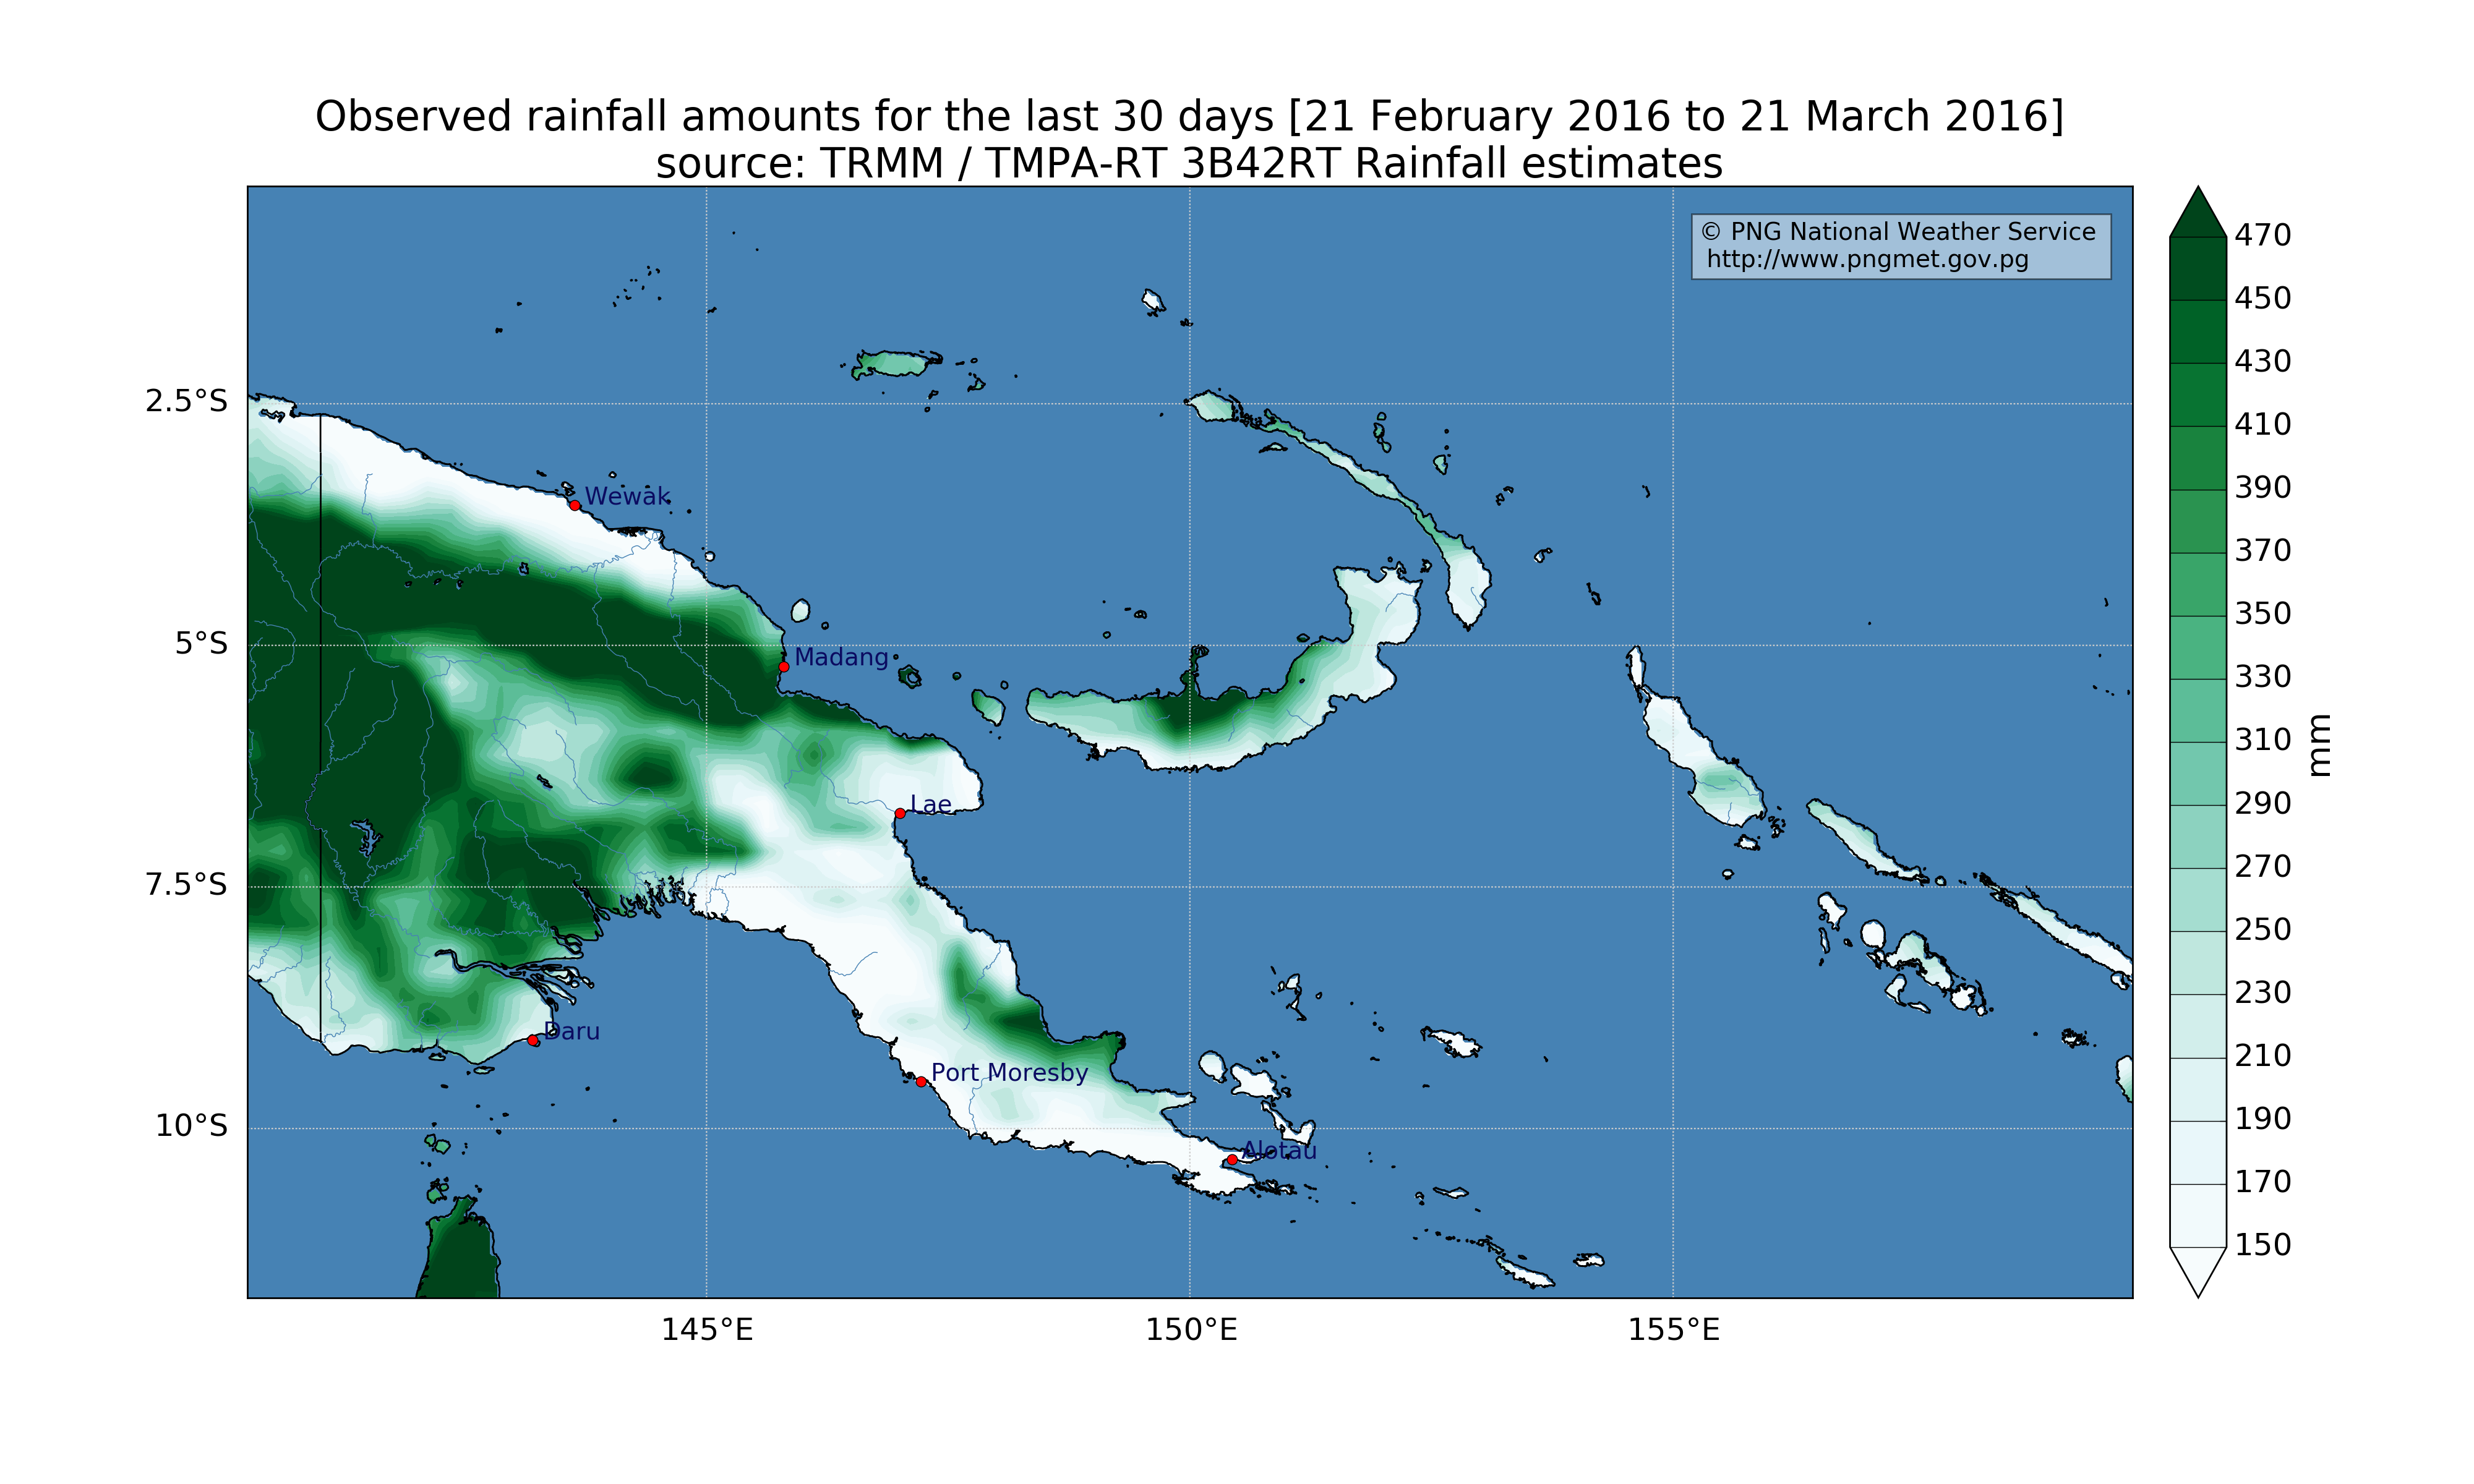 Observed rainfall amounts for the last 30 days [21 February 2016 to 21 March 2016]
source: TRMM / TMPA-RT 3B42RT Rainfall estimates
© PNG National Weather Service
http://www.pngmet.gov.pg
470
450
430
410
390
370
350
330
310
290
270
250
230
210
190
170
150
mm
2.5°S
5°S
7.5°S
10°S
Wewak
Madang
Lae
Daru
Port Moresby
Alotau
145°E
150°E
155°E